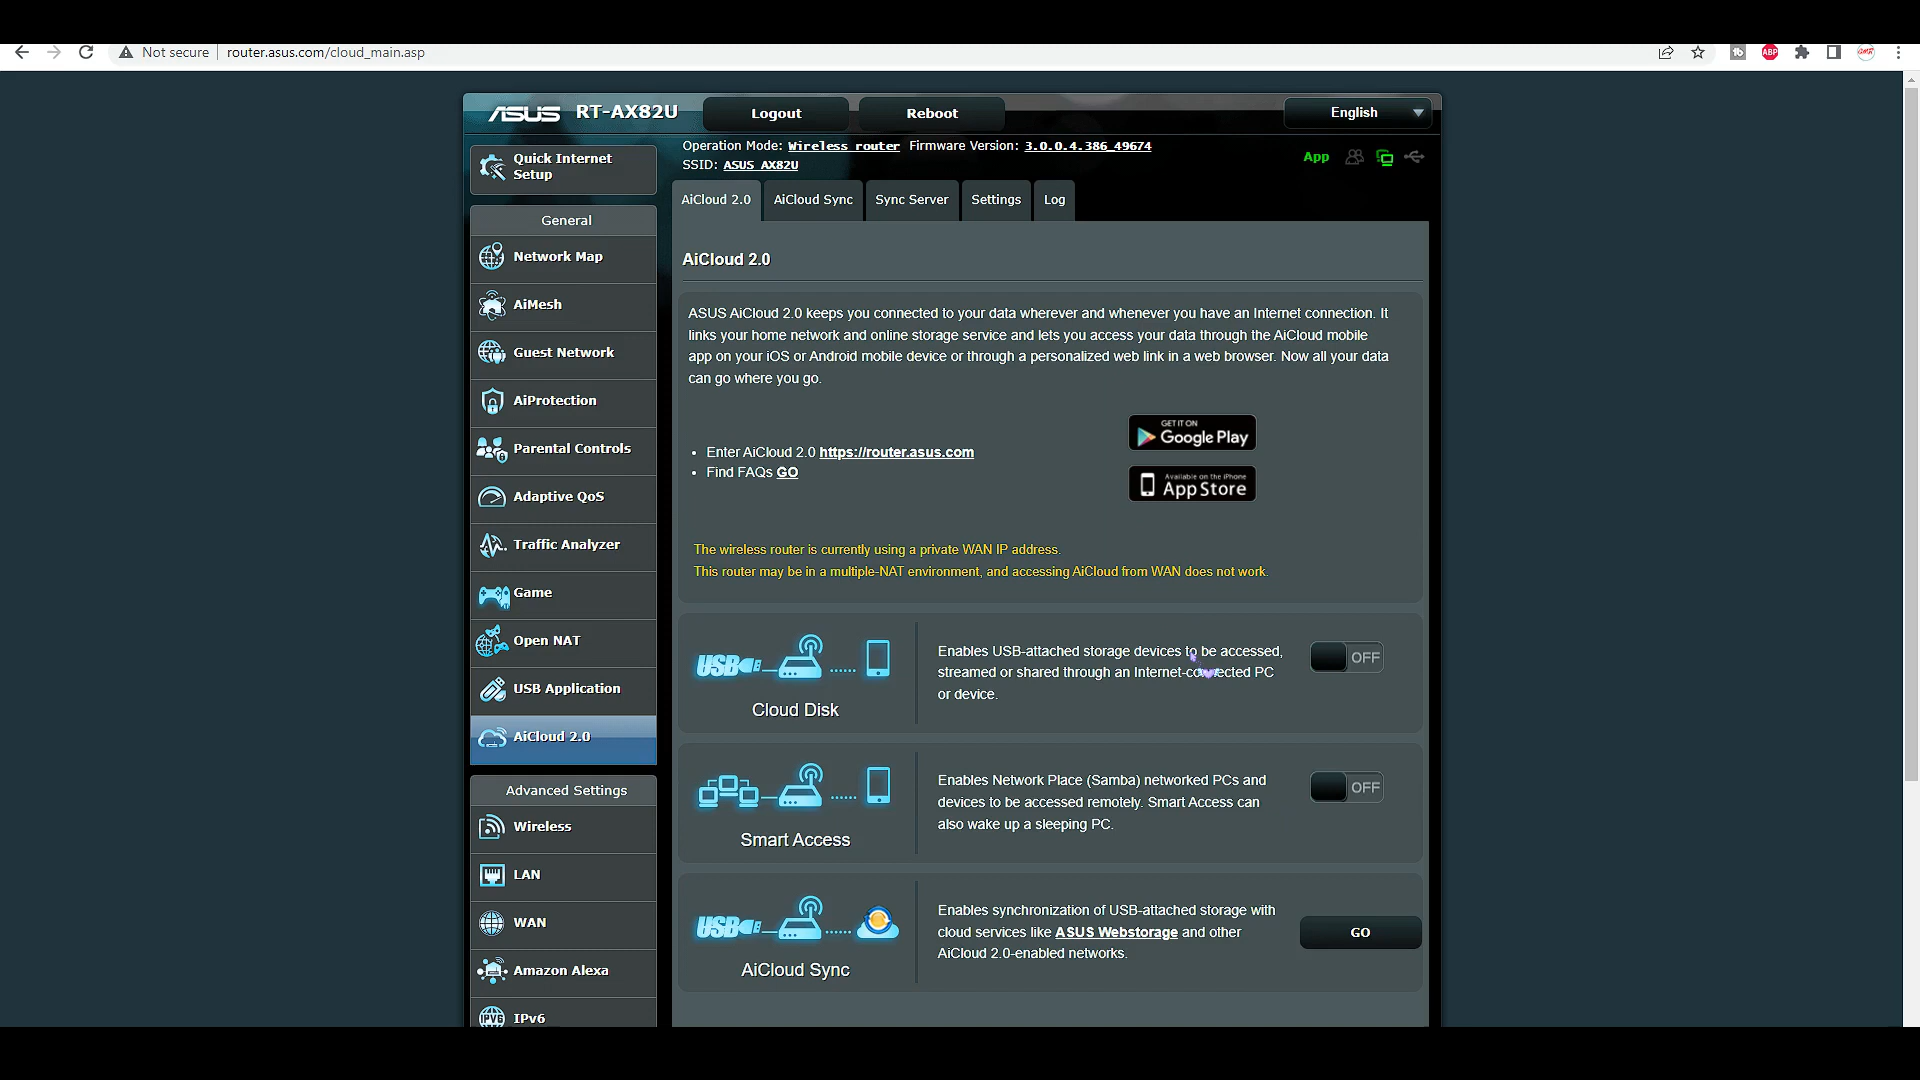 Not secure router.asus.com/cloud_main.asp
ABP
ASUS RT-AX82U Logout Reboot English
Operation Mode: Wireless router Firmware Version: 3.0.0.4.386_49674
SSID: ASUS AX82U
App
Quick Internet
Setup
General
Network Map
AiMesh
Guest Network
AiProtection
Parental Controls
Adaptive QoS
Traffic Analyzer
Game
Open NAT
USB Application
AiCloud 2.0
Advanced Settings
Wireless
LAN
WAN
Amazon Alexa
IPV6 IPv6
AiCloud 2.0 AiCloud Sync Sync Server Settings Log
AiCloud 2.0
ASUS AiCloud 2.0 keeps you connected to your data wherever and whenever you have an Internet connection. It
links your home network and online storage service and lets you access your data through the AiCloud mobile
app on your iOS or Android mobile device or through a personalized web link in a web browser. Now all your data
can go where you go.
• Enter AiCloud 2.0 https://router.asus.com
• Find FAQs GO
GET IT ON
Google Play
Available on the iPhone
App Store
The wireless router is currently using a private WAN IP address.
This router may be in a multiple-NAT environment, and accessing AiCloud from WAN does not work.
USB
Cloud Disk
Enables USB-attached storage devices to be accessed,
streamed or shared through an Internet-connected PC
or device.
OFF
Smart Access
Enables Network Place (Samba) networked PCs and
devices to be accessed remotely. Smart Access can
also wake up a sleeping PC.
OFF
USB
AiCloud Sync
Enables synchronization of USB-attached storage with
cloud services like ASUS Webstorage and other
AiCloud 2.0-enabled networks.
GO